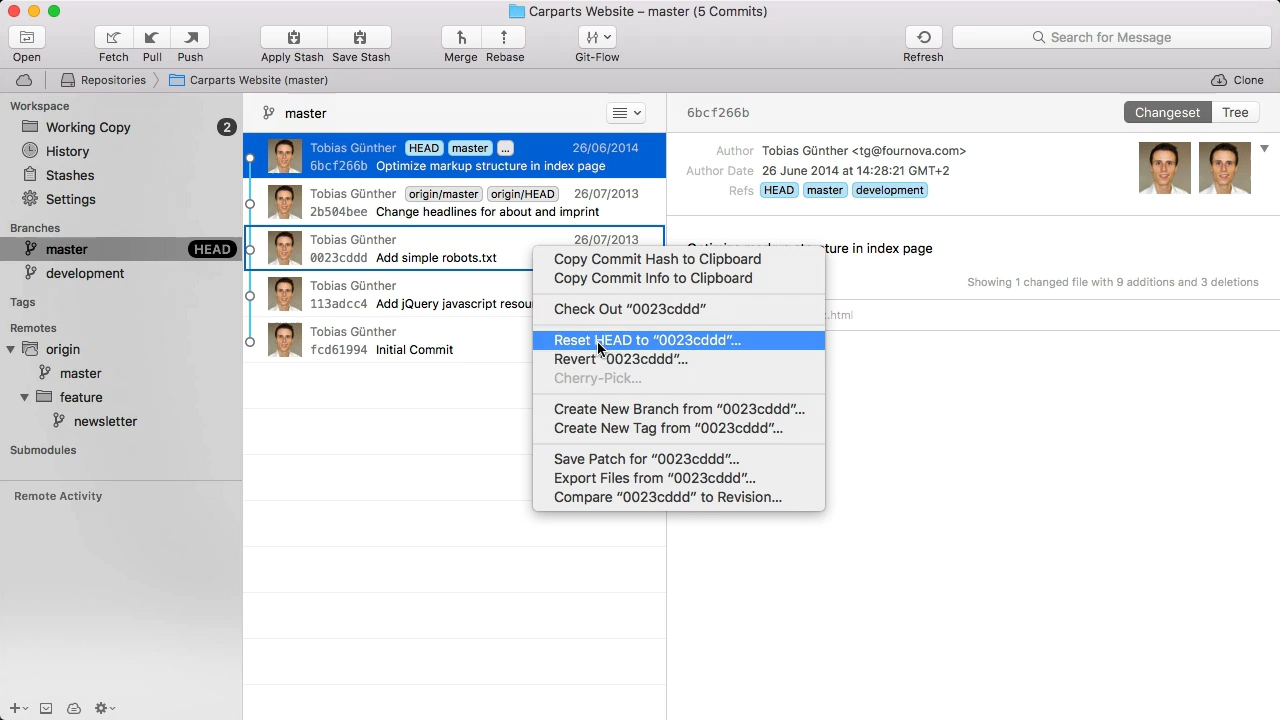 Carparts Website – master (5 Commits)
Open
Fetch
Pull
Push
Apply Stash
Save Stash
Merge
Rebase
Git-Flow
Refresh
Search for Message
Repositories
Carparts Website (master)
Clone
Workspace
Working Copy 2
History
Stashes
Settings
Branches
master HEAD
development
Tags
Remotes
origin
master
feature
newsletter
Submodules
Remote Activity
master
Tobias Günther HEAD master ... 26/06/2014
6bcf266b Optimize markup structure in index page
Tobias Günther origin/master origin/HEAD 26/07/2013
2b504bee Change headlines for about and imprint
Tobias Günther 26/07/2013
0023cddd Add simple robots.txt
Tobias Günther
113adcc4 Add jQuery javascript resou
Tobias Günther
fcd61994 Initial Commit
Copy Commit Hash to Clipboard
Copy Commit Info to Clipboard
Check Out “0023cddd”
Reset HEAD to “0023cddd”...
Revert “0023cddd”...
Cherry-Pick...
Create New Branch from “0023cddd”...
Create New Tag from “0023cddd”...
Save Patch for “0023cddd”...
Export Files from “0023cddd”...
Compare “0023cddd” to Revision...
6bcf266b
Changeset
Tree
Author Tobias Günther <tg@fournova.com>
Author Date 26 June 2014 at 14:28:21 GMT+2
Refs HEAD master development
Optimize markup structure in index page
Showing 1 changed file with 9 additions and 3 deletions
.html